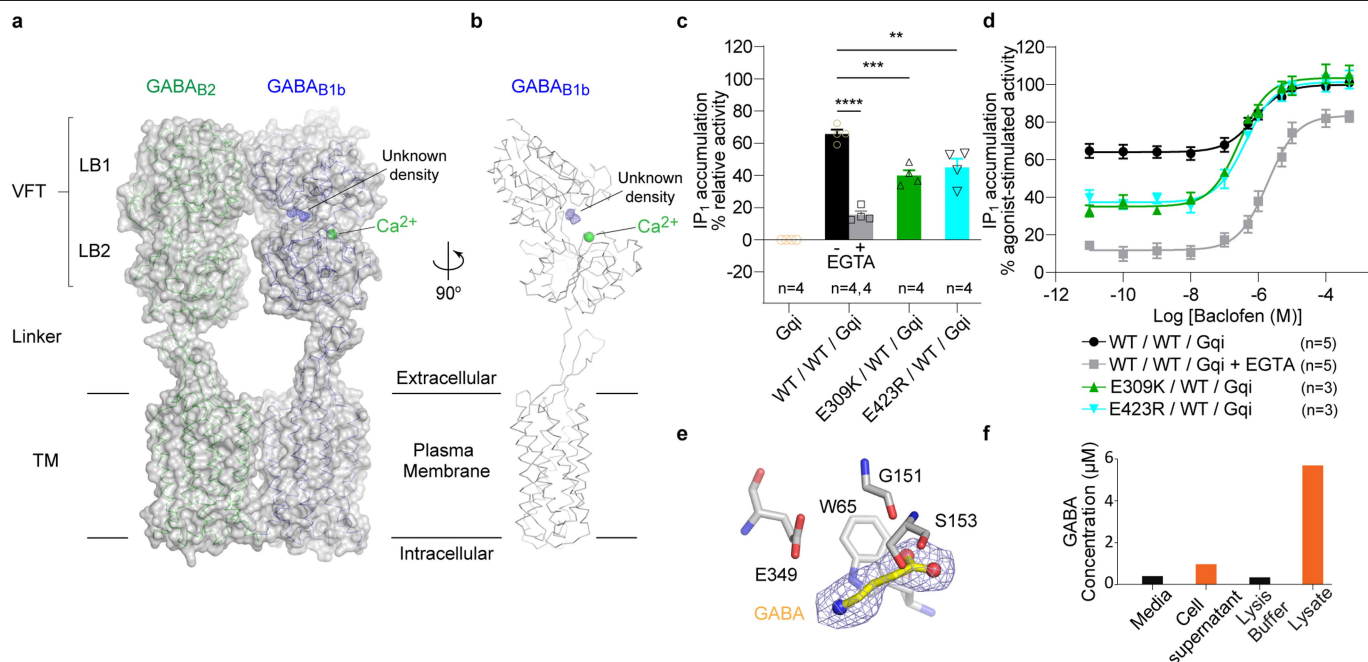 a
GABAB2
GABAB1b
LB1
VFT
LB2
Unknown
density
Ca2+
90º
Linker
Extracellular
TM
Plasma
Membrane
Intracellular
b
GABAB1b
Unknown
density
Ca2+
c
IP1 accumulation
% relative activity
120
100
80
60
40
20
0
-20
**
***
****
- +
EGTA
n=4
n=4,4
n=4
n=4
Gqi
WT / WT / Gqi
E309K / WT / Gqi
E423R / WT / Gqi
d
IP1 accumulation
% agonist-stimulated activity
120
100
80
60
40
20
0
-12 -10 -8 -6 -4
Log [Baclofen (M)]
WT / WT / Gqi (n=5)
WT / WT / Gqi + EGTA (n=5)
E309K / WT / Gqi (n=3)
E423R / WT / Gqi (n=3)
e
G151
W65
S153
E349
GABA
f
GABA
Concentration (μM)
6
4
2
0
Media
Cell
supernatant
Lysis
Buffer
Lysate